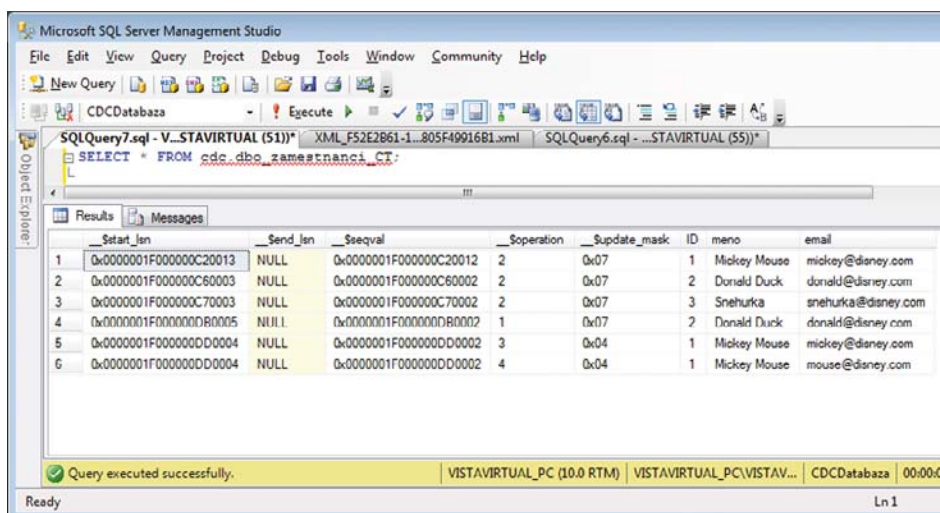 Microsoft SQL Server Management Studio
File Edit View Query Project Debug Tools Window Community Help
New Query
CDCDatabaza Execute
SQLQuery7.sql - V...STAVIRTUAL (51))* XML_F52E2B61-1...805F49916B1.xml SQLQuery6.sql - ...STAVIRTUAL (55))*
Object Explorer
SELECT * FROM cdc.dbo_zamestnanci_CT;
Results Messages
__$start_lsn __$end_lsn __$seqval __$operation __$update_mask ID meno email
1 0x0000001F000000C20013 NULL 0x0000001F000000C20012 2 0x07 1 Mickey Mouse mickey@disney.com
2 0x0000001F000000C60003 NULL 0x0000001F000000C60002 2 0x07 2 Donald Duck donald@disney.com
3 0x0000001F000000C70003 NULL 0x0000001F000000C70002 2 0x07 3 Snehurka snehurka@disney.com
4 0x0000001F000000DB0005 NULL 0x0000001F000000DB0002 1 0x07 2 Donald Duck donald@disney.com
5 0x0000001F000000DD0004 NULL 0x0000001F000000DD0002 3 0x04 1 Mickey Mouse mickey@disney.com
6 0x0000001F000000DD0004 NULL 0x0000001F000000DD0002 4 0x04 1 Mickey Mouse mouse@disney.com
Query executed successfully. VISTAVIRTUAL_PC (10.0 RTM) VISTAVIRTUAL_PC\VISTAV... CDCDatabaza 00:00:0
Ready Ln 1